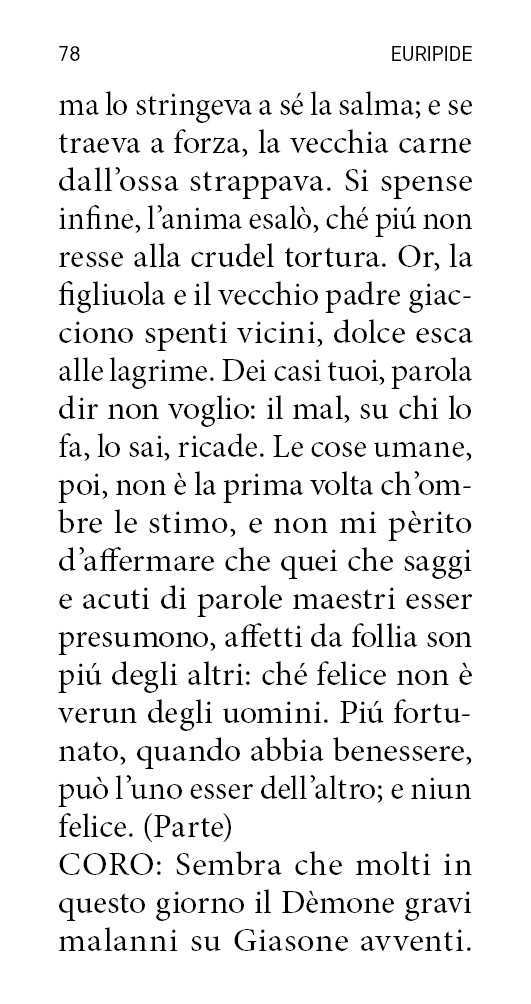 78 EURIPIDE
ma lo stringeva a sé la salma; e se
traeva a forza, la vecchia carne
dall’ossa strappava. Si spense
infine, l’anima esalò, ché piú non
resse alla crudel tortura. Or, la
figliuola e il vecchio padre giac-
ciono spenti vicini, dolce esca
alle lagrime. Dei casi tuoi, parola
dir non voglio: il mal, su chi lo
fa, lo sai, ricade. Le cose umane,
poi, non è la prima volta ch’om-
bre le stimo, e non mi pèrito
d’affermare che quei che saggi
e acuti di parole maestri esser
presumono, affetti da follia son
piú degli altri: ché felice non è
verun degli uomini. Piú fortu-
nato, quando abbia benessere,
può l’uno esser dell’altro; e niun
felice. (Parte)
CORO: Sembra che molti in
questo giorno il Dèmone gravi
malanni su Giasone avventi.